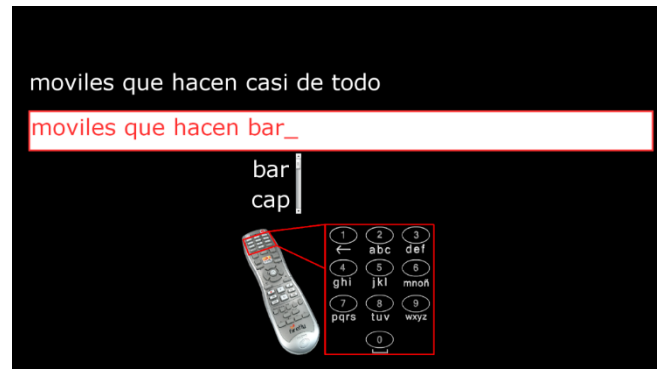 moviles que hacen casi de todo
moviles que hacen bar_
bar
cap
1 2 3
← abc def
4 5 6
ghi jkl mnoñ
7 8 9
pqrs tuv wxyz
0